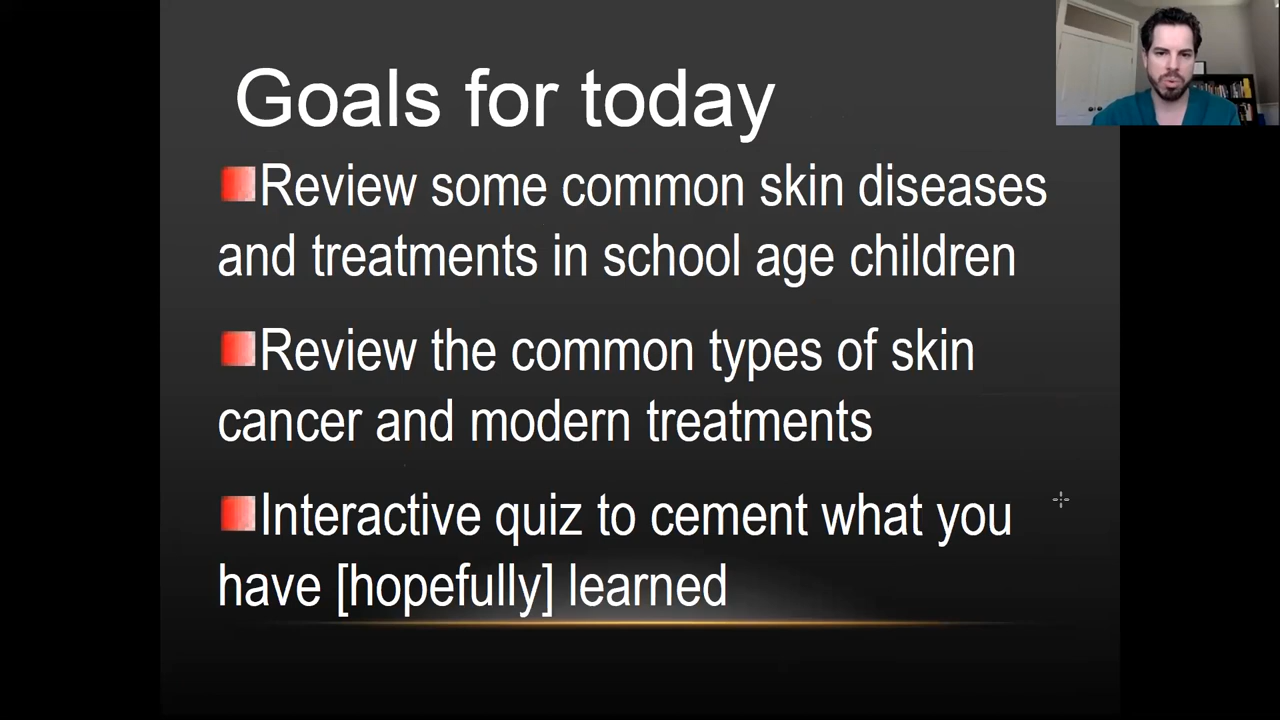 Goals for today
Review some common skin diseases
and treatments in school age children
Review the common types of skin
cancer and modern treatments
Interactive quiz to cement what you
have [hopefully] learned